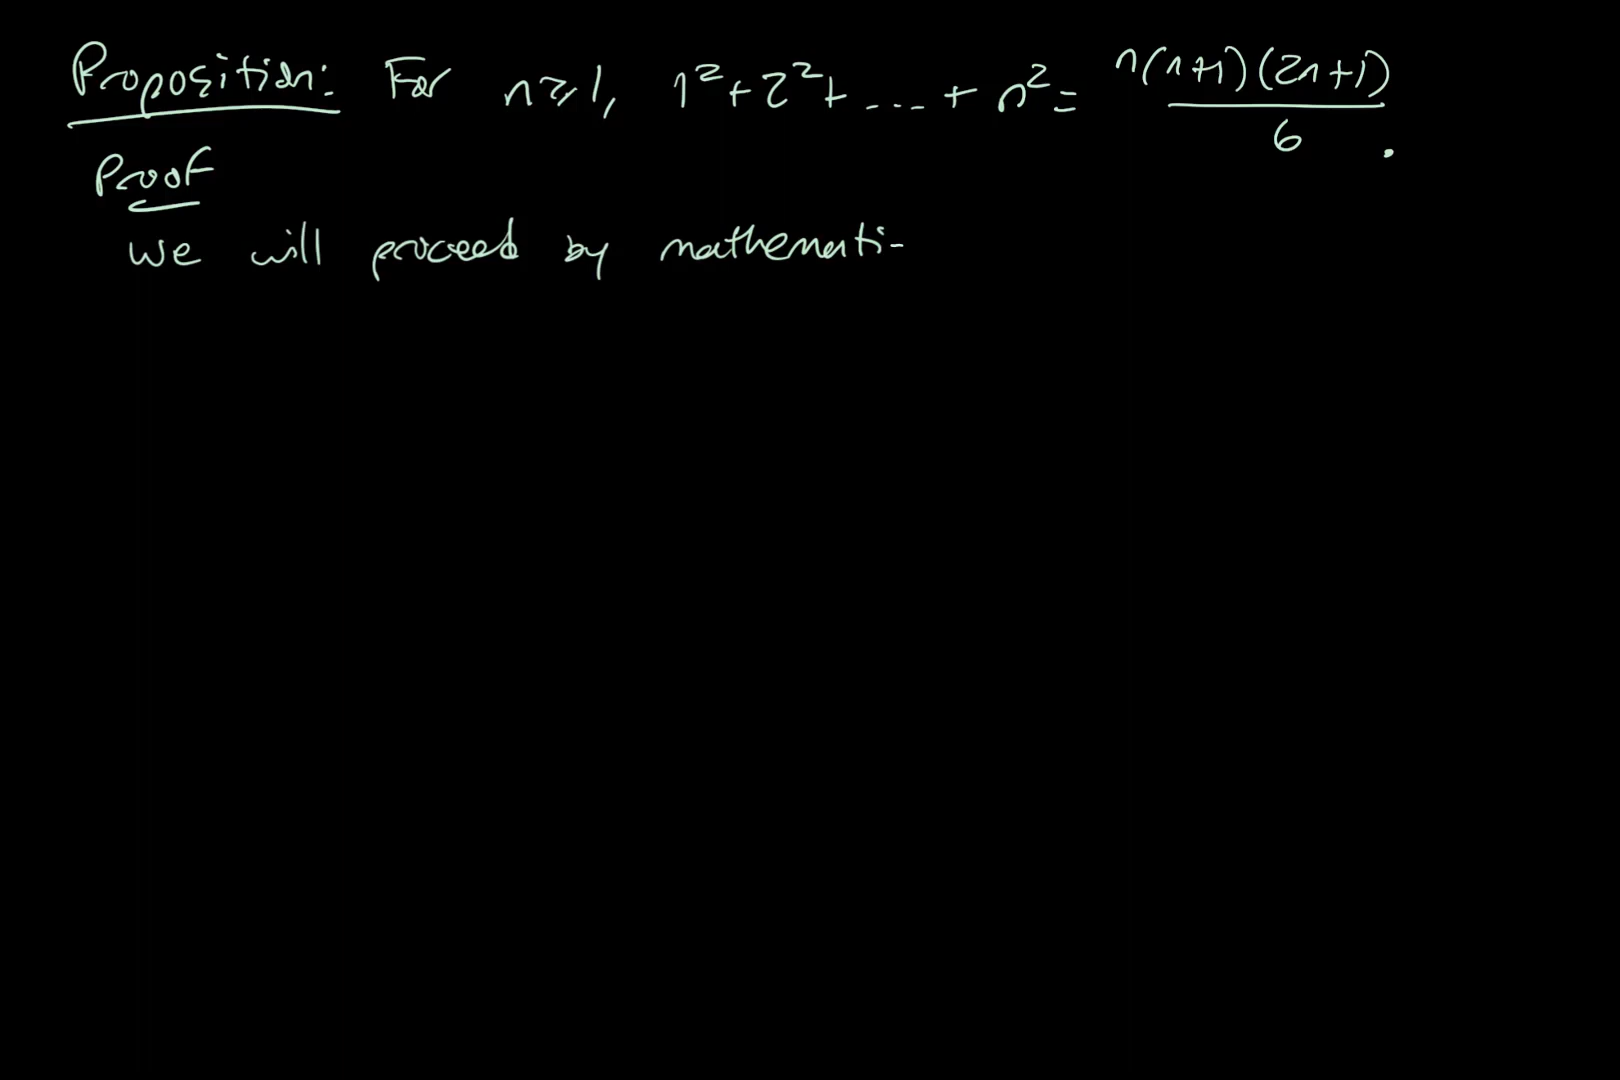 Proposition: For n ≥ 1, 1² + 2² + ... + n² = n(n+1)(2n+1)/6 .
Proof
We will proceed by mathemati-